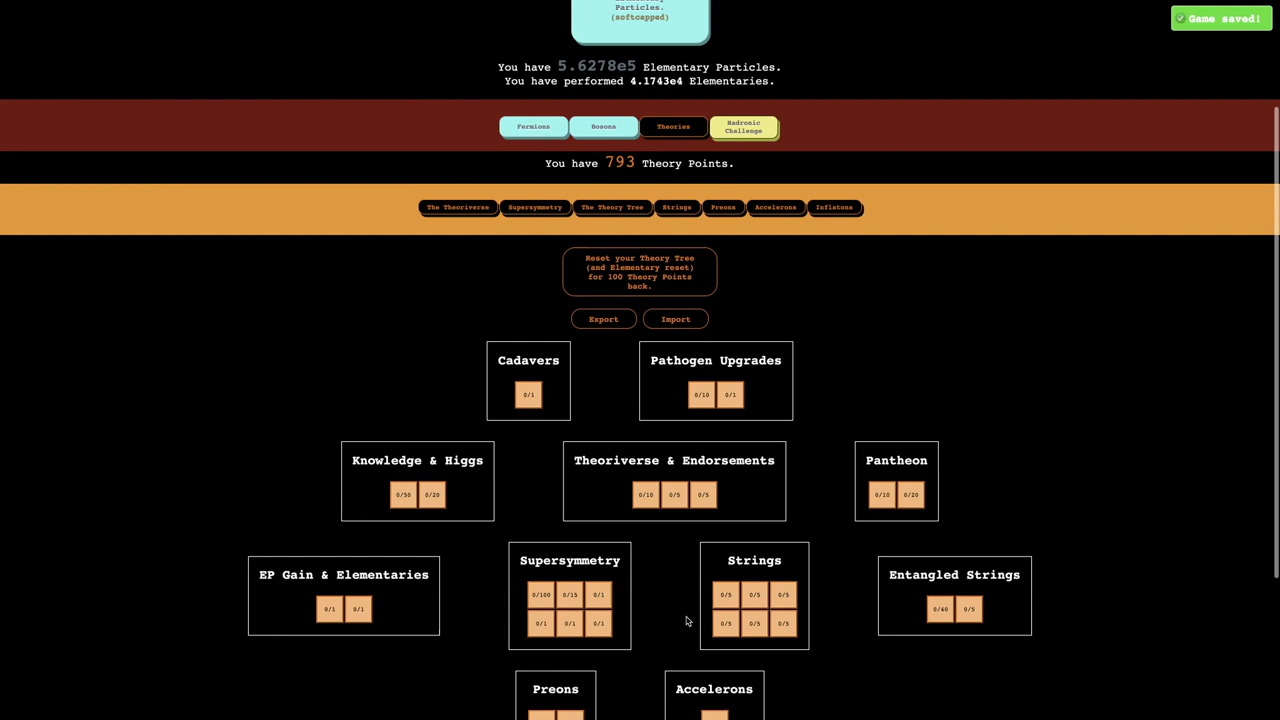 Particles.
(softcapped)
Game saved!
You have 5.6278e5 Elementary Particles.
You have performed 4.1743e4 Elementaries.
Fermions
Bosons
Theories
Hadronic
Challenge
You have 793 Theory Points.
The Theoriverse
Supersymmetry
The Theory Tree
Strings
Preons
Accelerons
Inflatons
Reset your Theory Tree
(and Elementary reset)
for 100 Theory Points
back.
Export
Import
Cadavers
0/1
Pathogen Upgrades
0/10 0/1
Knowledge & Higgs
0/50 0/20
Theoriverse & Endorsements
0/10 0/5 0/5
Pantheon
0/10 0/20
EP Gain & Elementaries
0/1 0/1
Supersymmetry
0/100 0/15 0/1
0/1 0/1 0/1
Strings
0/5 0/5 0/5
0/5 0/5 0/5
Entangled Strings
0/40 0/5
Preons
Accelerons